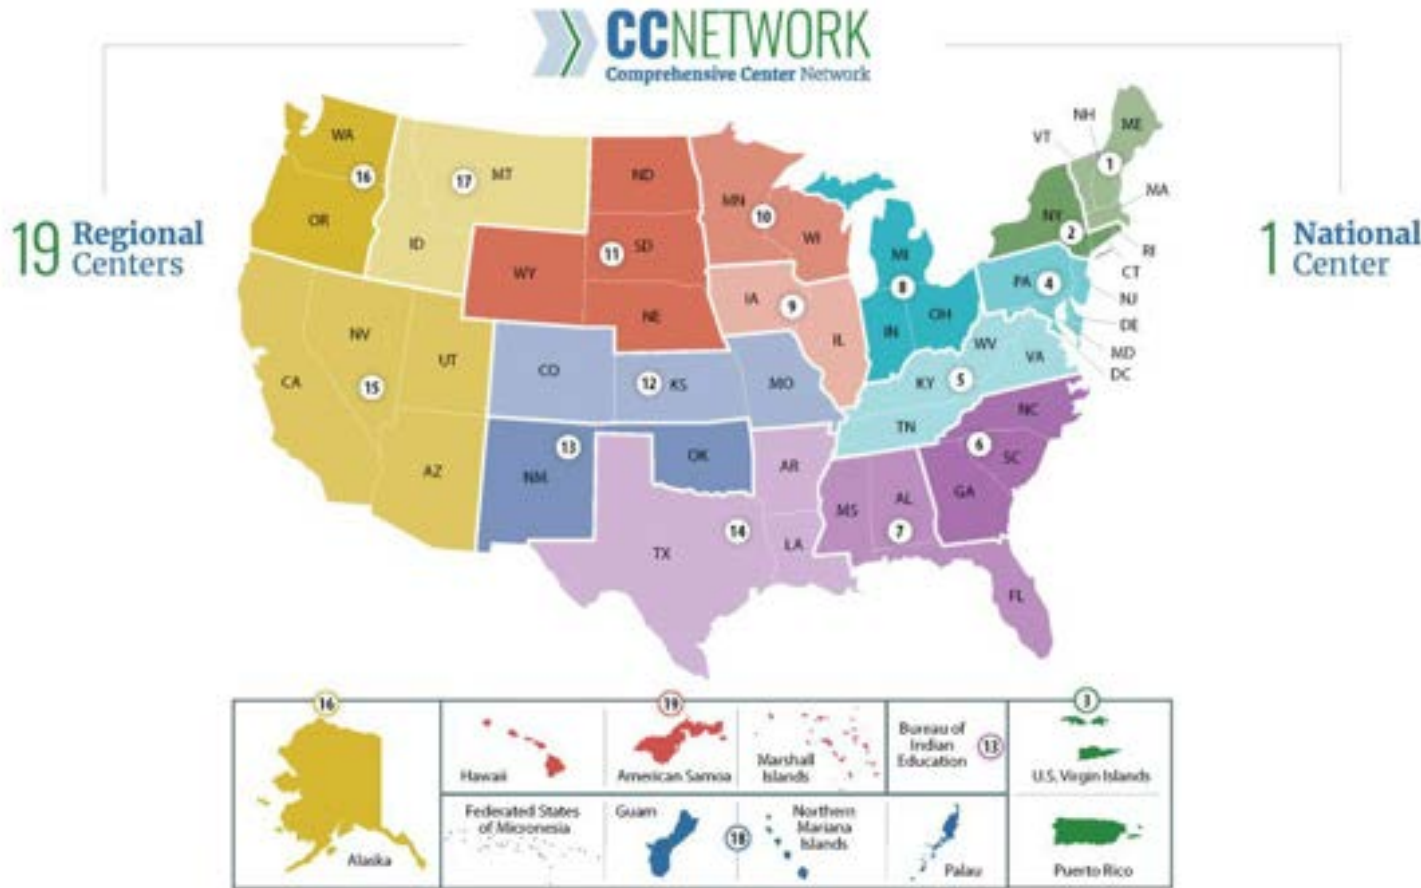 CCNETWORK
Comprehensive Center Network
19 Regional
Centers
1 National
Center
WA
16
OR
17
MT
ID
ND
11
SD
WY
NE
MN
10
WI
IA
9
IL
MI
8
IN
OH
NH
ME
VT
1
MA
NY
2
RI
CT
PA
4
NJ
DE
MD
DC
WV
VA
KY
5
TN
NC
6
SC
GA
MS
AL
7
FL
NV
UT
CA
15
AZ
CO
12
KS
MO
13
NM
OK
AR
14
TX
LA
16
Alaska
19
Hawaii
American Samoa
Marshall
Islands
Bureau of
Indian
Education
13
3
U.S. Virgin Islands
Federated States
of Micronesia
Guam
18
Northern
Mariana
Islands
Palau
Puerto Rico